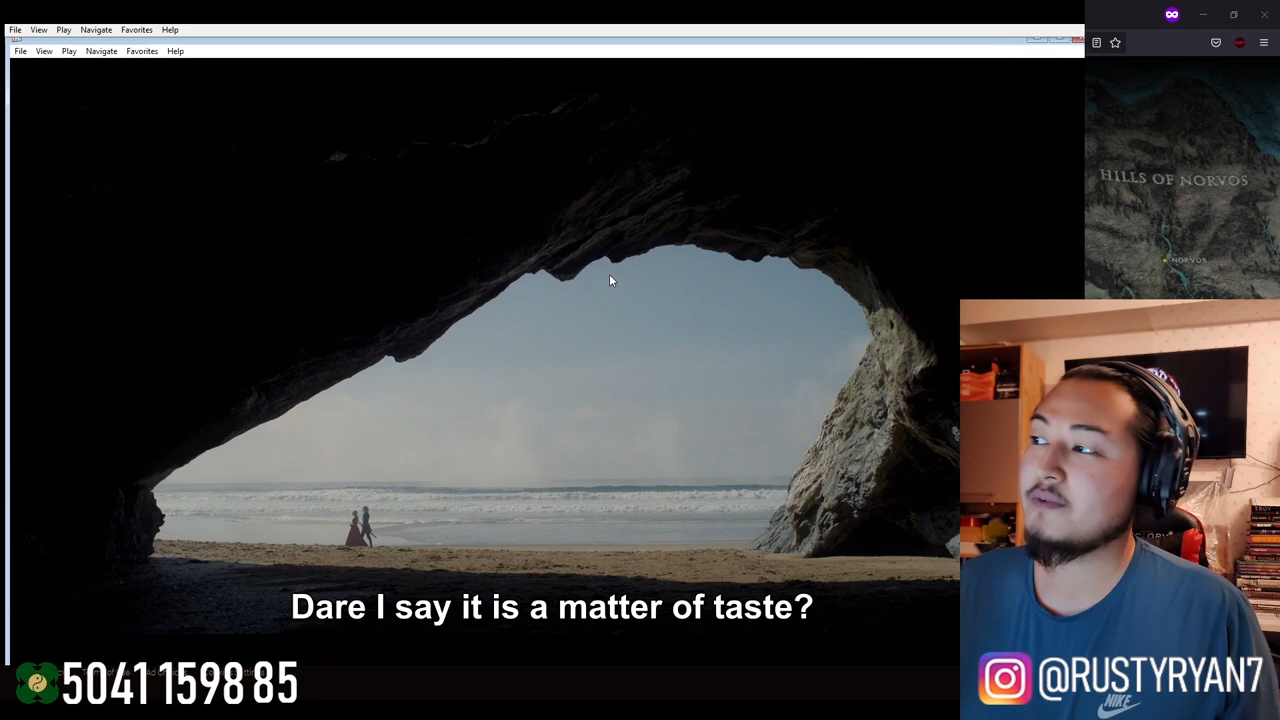 File View Play Navigate Favorites Help
File View Play Navigate Favorites Help
HILLS OF NORVOS
NORVOS
Dare I say it is a matter of taste?
5041 1598 85
@RUSTYRYAN7
NIKE